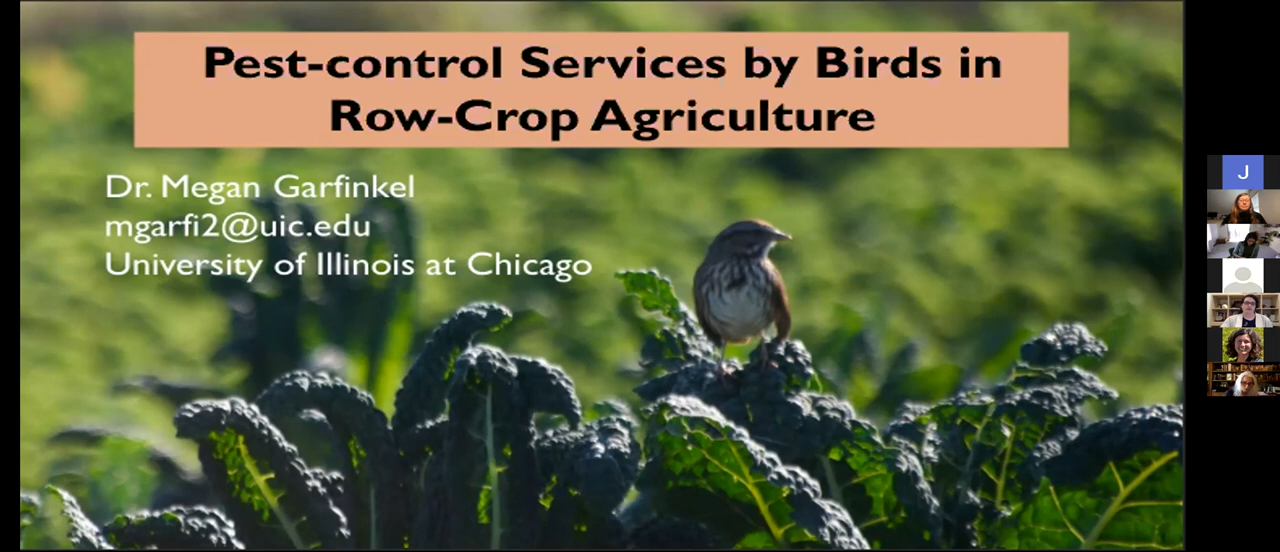 Pest-control Services by Birds in
Row-Crop Agriculture
Dr. Megan Garfinkel
mgarfi2@uic.edu
University of Illinois at Chicago
J